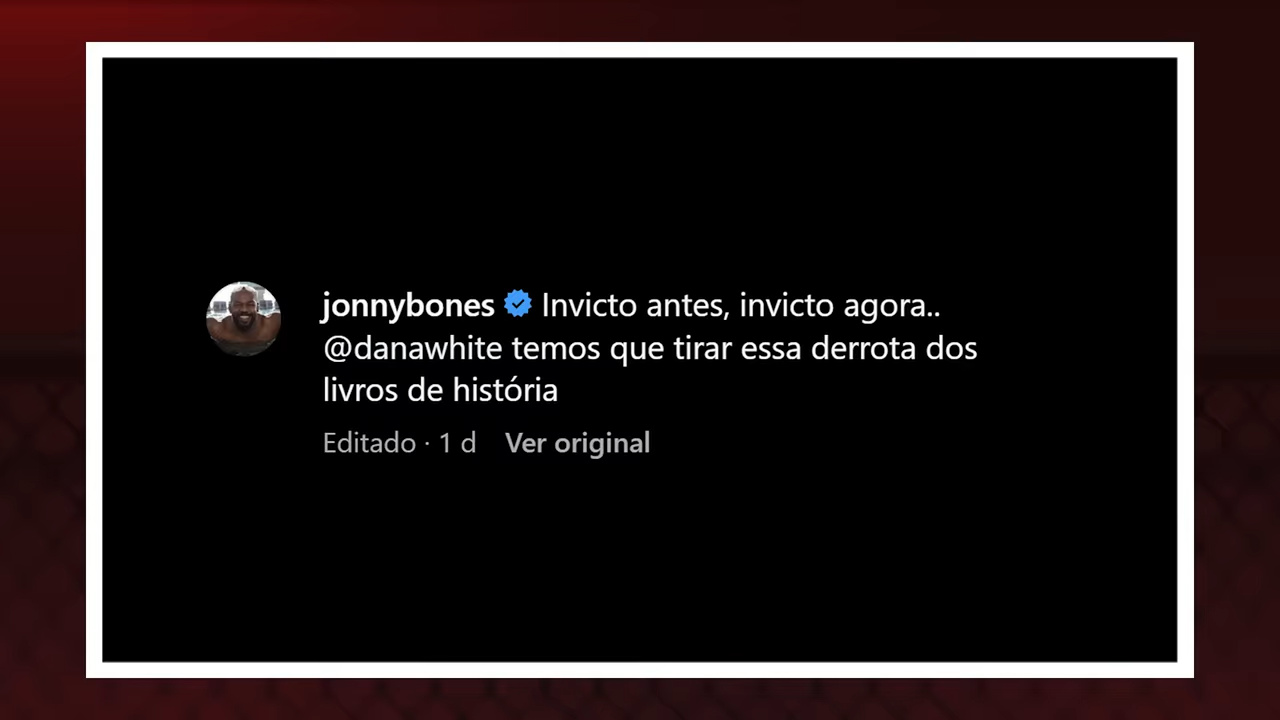 jonnybones Invicto antes, invicto agora..
@danawhite temos que tirar essa derrota dos
livros de história
Editado · 1 d Ver original